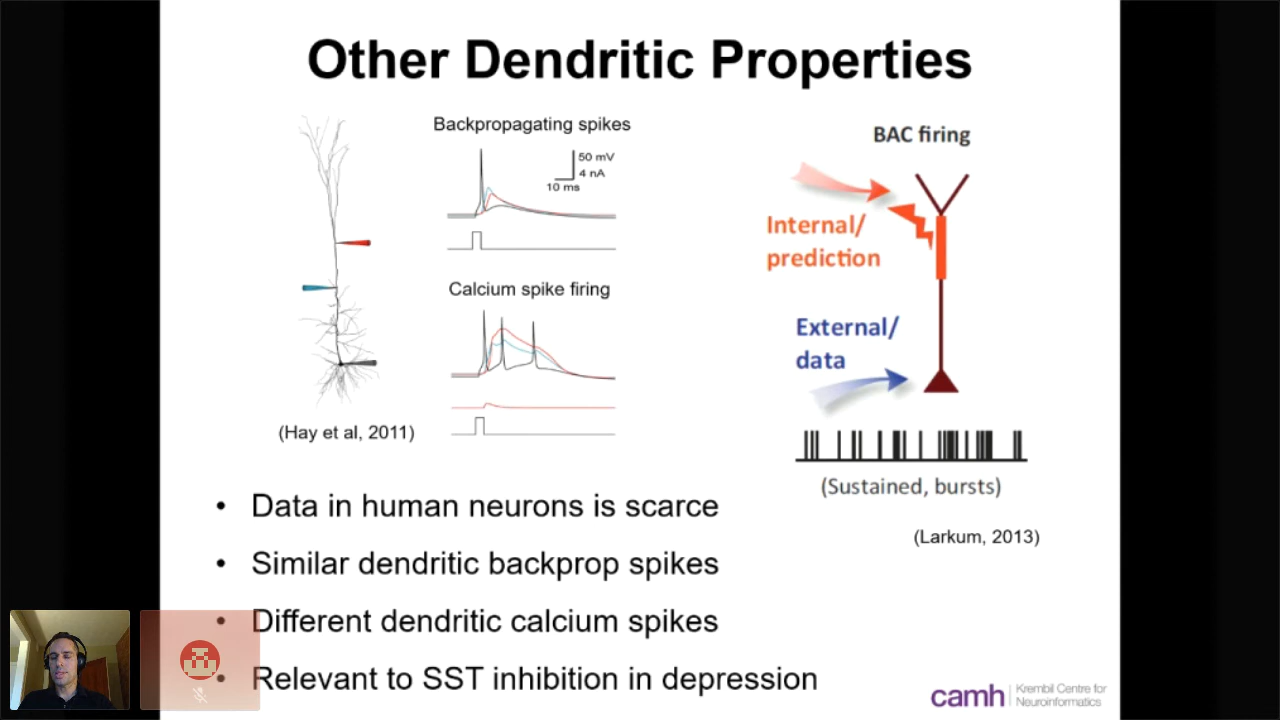 Other Dendritic Properties
Backpropagating spikes
50 mV
4 nA
10 ms
Calcium spike firing
(Hay et al, 2011)
BAC firing
Internal/
prediction
External/
data
(Sustained, bursts)
(Larkum, 2013)
• Data in human neurons is scarce
• Similar dendritic backprop spikes
• Different dendritic calcium spikes
• Relevant to SST inhibition in depression
camh
Krembil Centre for
Neuroinformatics